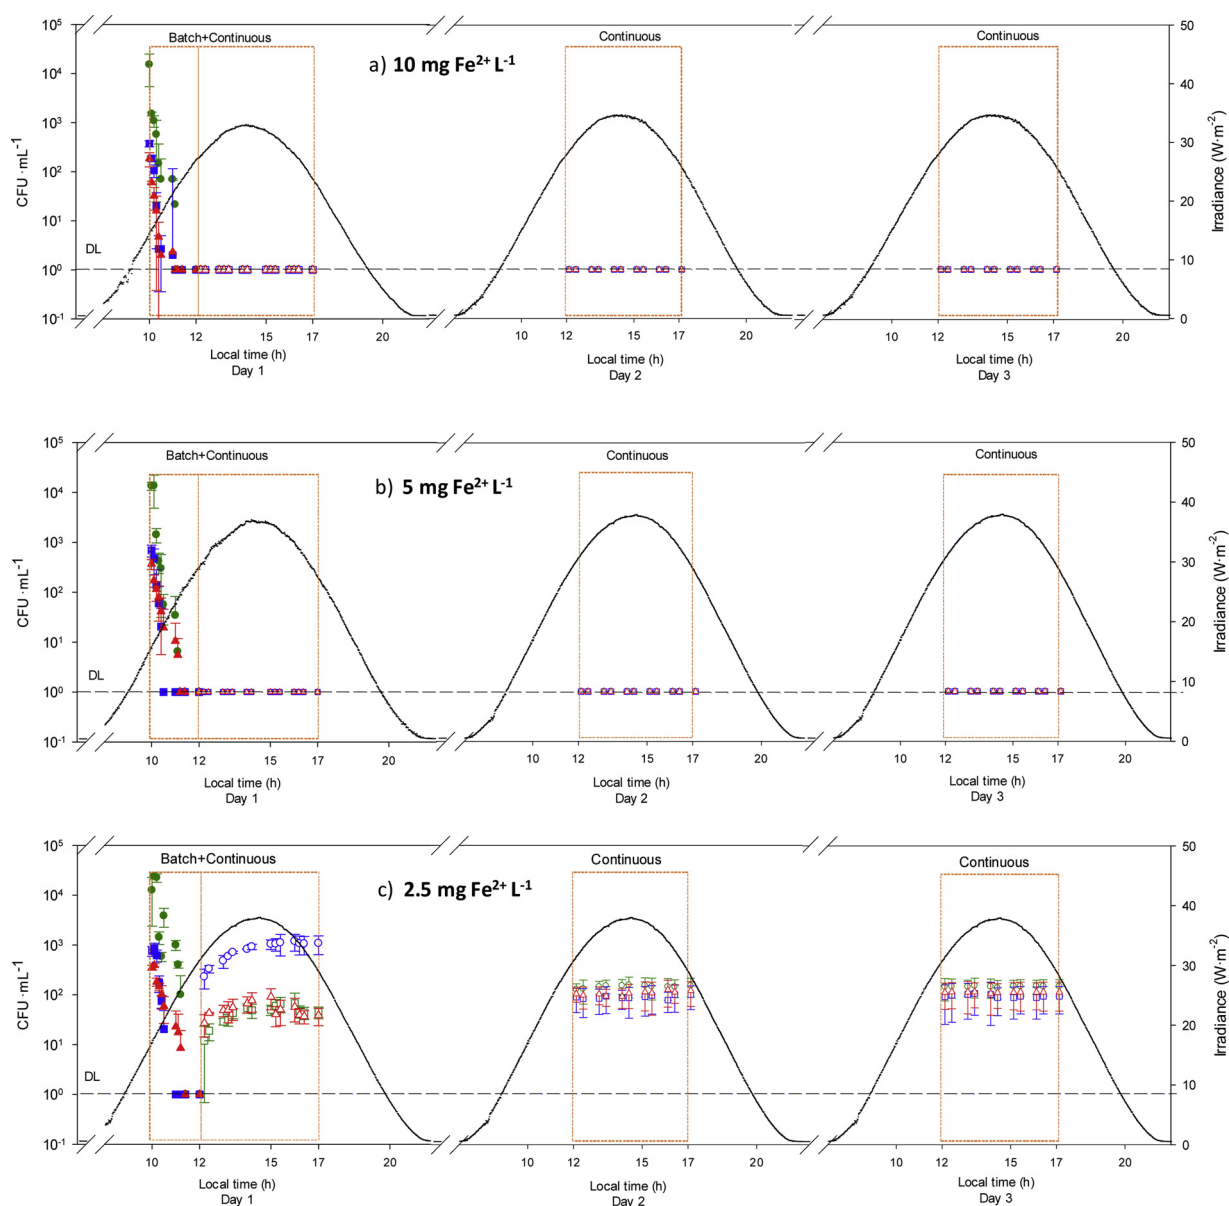 Batch+Continuous
Continuous
Continuous
a) 10 mg Fe²⁺ L⁻¹
CFU ·mL⁻¹
10⁵
10⁴
10³
10²
10¹
10⁰
10⁻¹
DL
50
40
30
20
10
0
Irradiance (W·m⁻²)
10 12 15 17 20
10 12 15 17 20
10 12 15 17 20
Local time (h)
Day 1
Local time (h)
Day 2
Local time (h)
Day 3
Batch+Continuous
Continuous
Continuous
b) 5 mg Fe²⁺ L⁻¹
CFU ·mL⁻¹
10⁵
10⁴
10³
10²
10¹
10⁰
10⁻¹
DL
50
40
30
20
10
0
Irradiance (W·m⁻²)
10 12 15 17 20
10 12 15 17 20
10 12 15 17 20
Local time (h)
Day 1
Local time (h)
Day 2
Local time (h)
Day 3
Batch+Continuous
Continuous
Continuous
c) 2.5 mg Fe²⁺ L⁻¹
CFU ·mL⁻¹
10⁵
10⁴
10³
10²
10¹
10⁰
10⁻¹
DL
50
40
30
20
10
0
Irradiance (W·m⁻²)
10 12 15 17 20
10 12 15 17 20
10 12 15 17 20
Local time (h)
Day 1
Local time (h)
Day 2
Local time (h)
Day 3